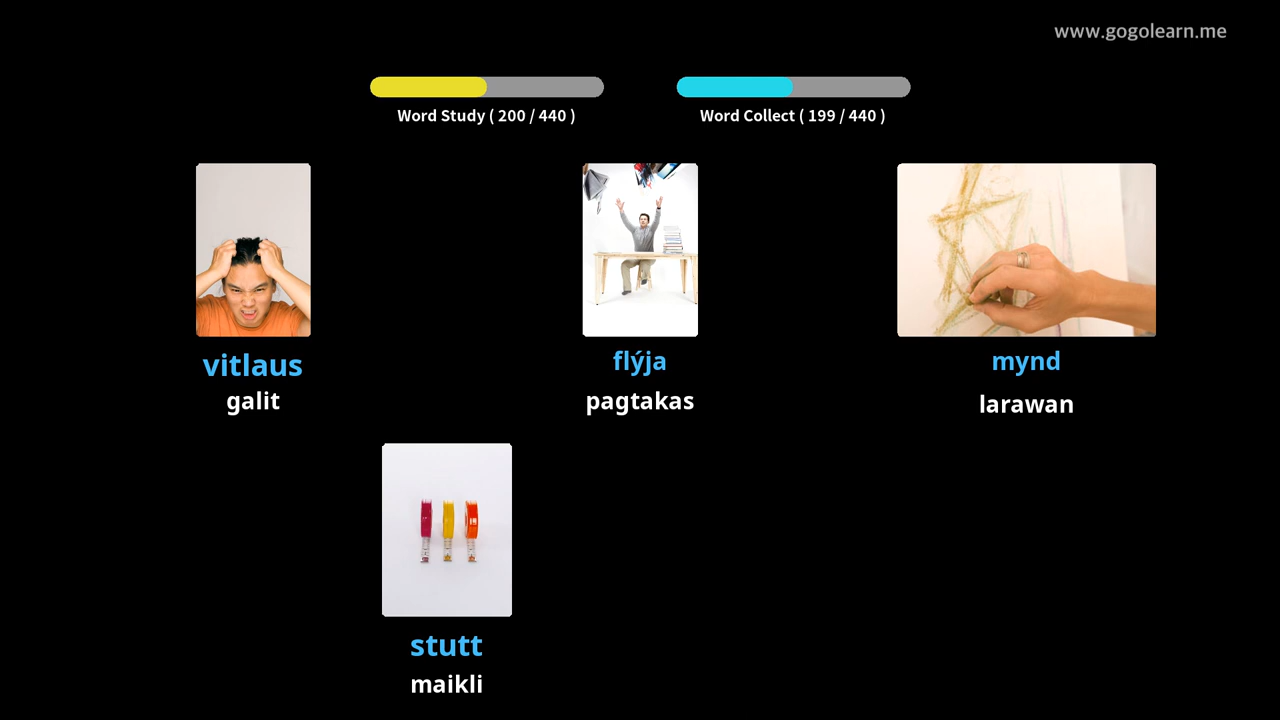 www.gogolearn.me
Word Study ( 200 / 440 )
Word Collect ( 199 / 440 )
vitlaus
galit
flýja
pagtakas
mynd
larawan
stutt
maikli